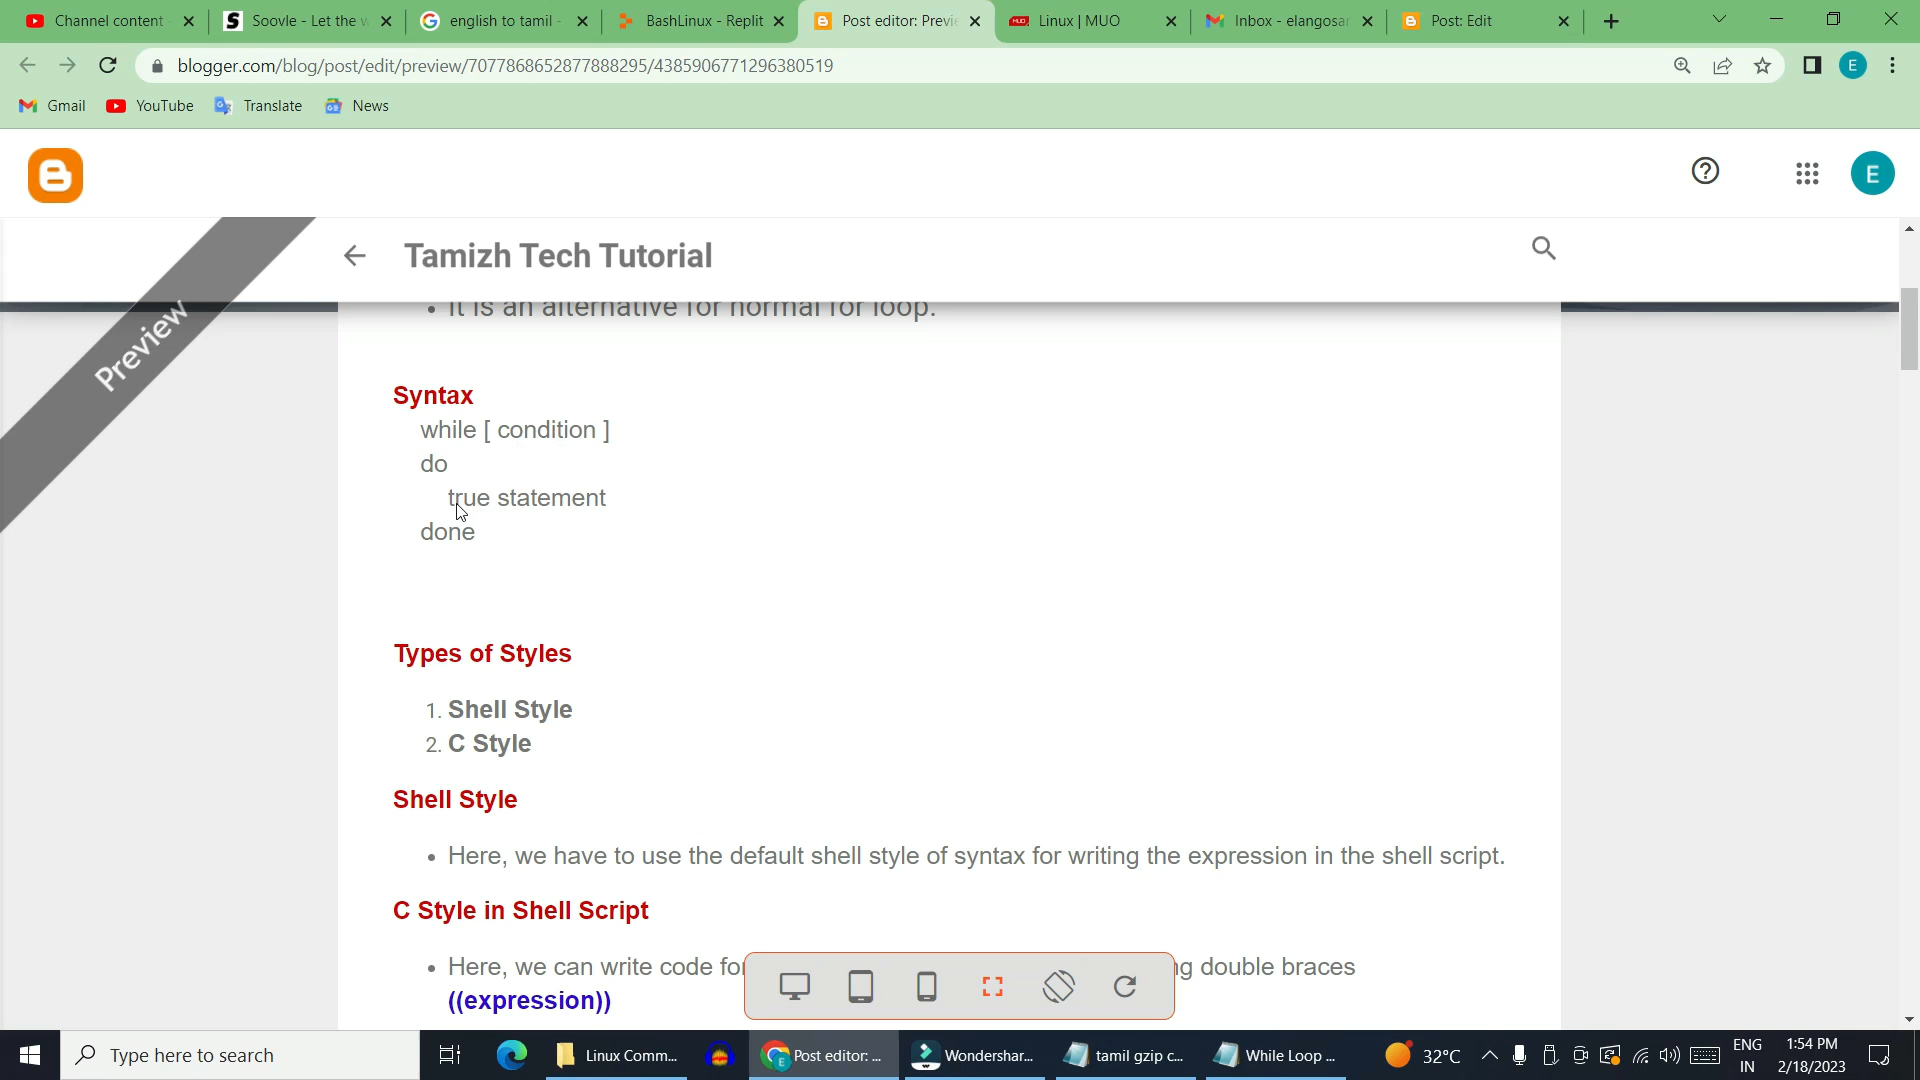 Channel content
Soovle - Let the w
english to tamil -
BashLinux - Replit
Post editor: Previe
Linux | MUO
Inbox - elangosar
Post: Edit
blogger.com/blog/post/edit/preview/7077868652877888295/4385906771296380519
E
Gmail
YouTube
Translate
News
E
Preview
Tamizh Tech Tutorial
It is an alternative for normal for loop.
Syntax
while [ condition ]
do
true statement
done
Types of Styles
1. Shell Style
2. C Style
Shell Style
Here, we have to use the default shell style of syntax for writing the expression in the shell script.
C Style in Shell Script
Here, we can write code for
g double braces
((expression))
Type here to search
Linux Comm...
Post editor: ...
Wondershar...
tamil gzip c...
While Loop ...
32°C
ENG
IN
1:54 PM
2/18/2023